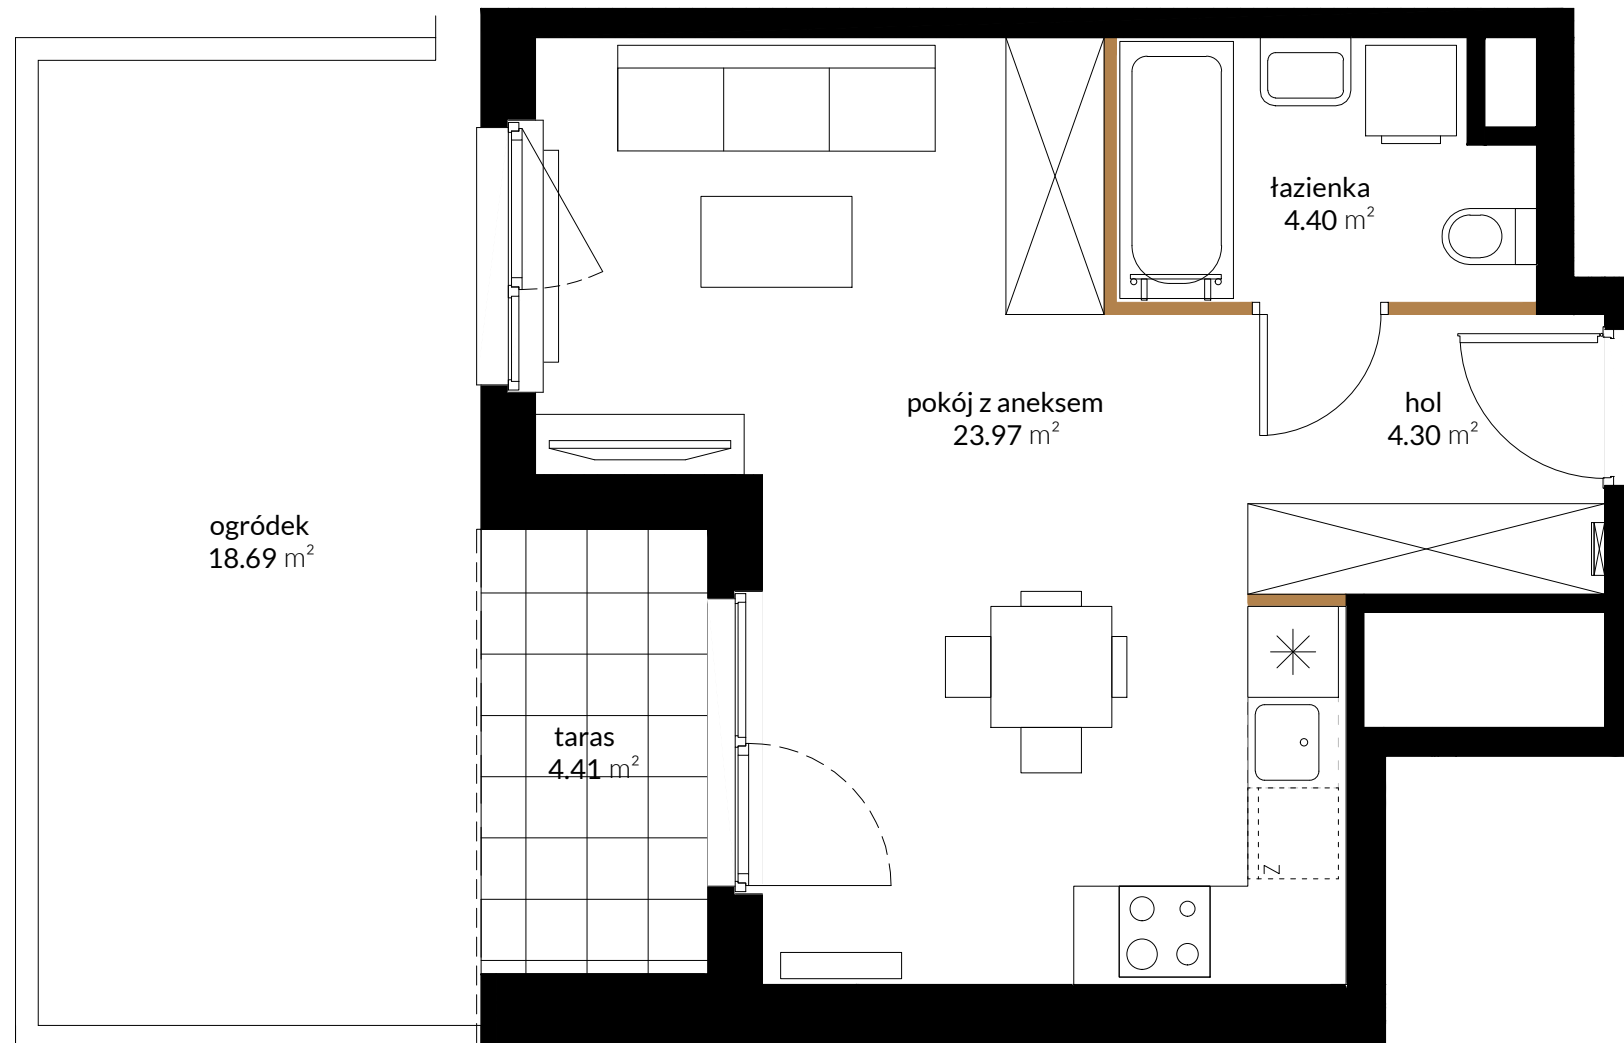 łazienka
4.40 m²
pokój z aneksem
23.97 m²
hol
4.30 m²
ogródek
18.69 m²
taras
4.41 m²
Z